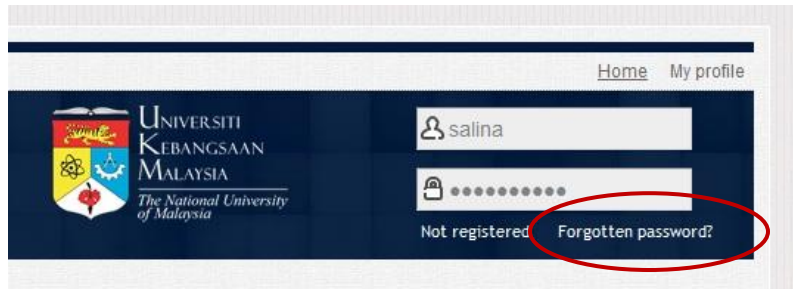 Home My profile
UNIVERSITI
KEBANGSAAN
MALAYSIA
The National University
of Malaysia
salina
••••••••••
Not registered Forgotten password?